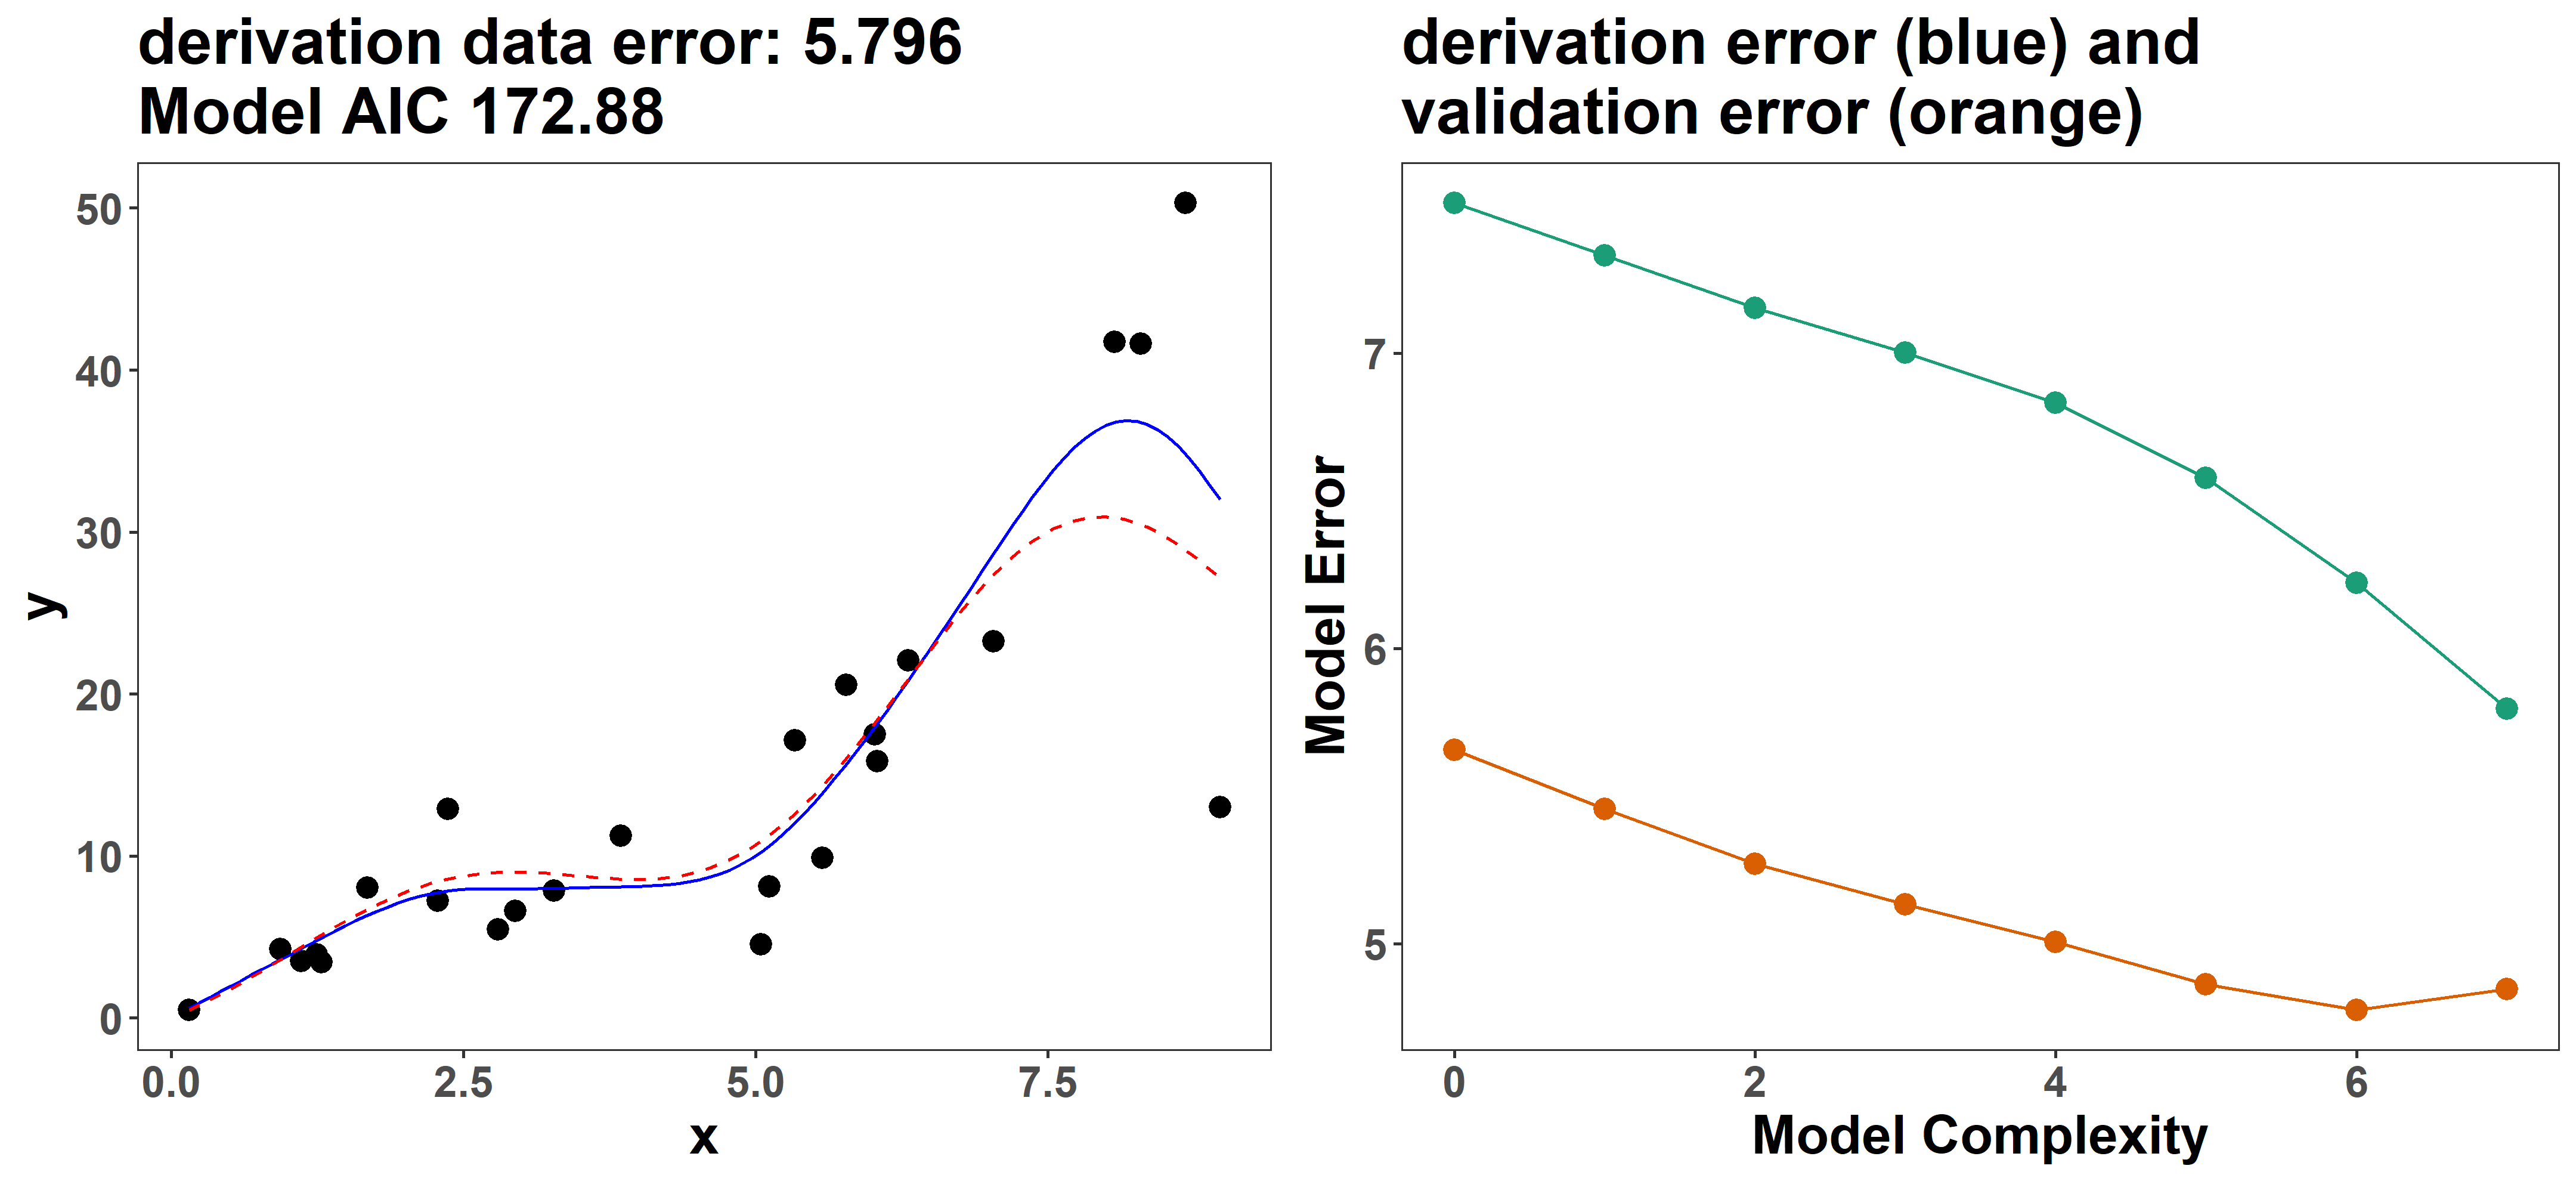 derivation data error: 5.796
Model AIC 172.88
50
40
30
20
10
0
y
0.0 2.5 5.0 7.5
x
derivation error (blue) and
validation error (orange)
7
6
5
Model Error
0 2 4 6
Model Complexity